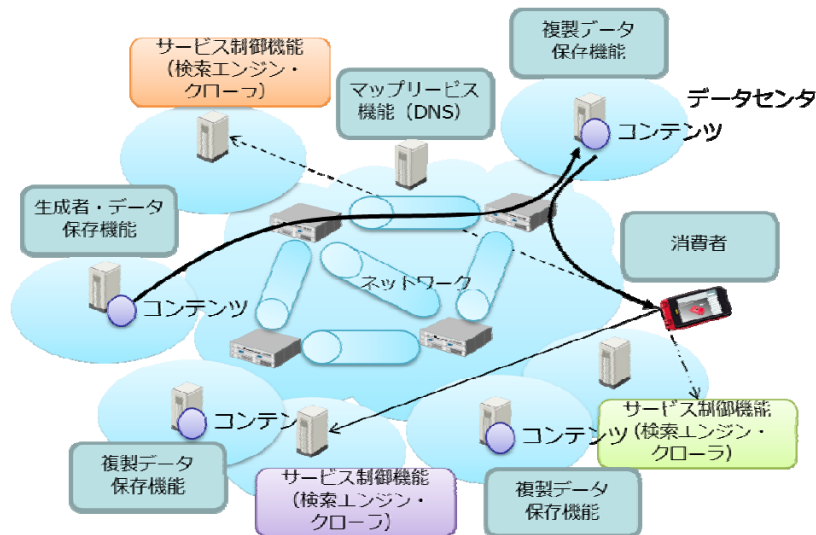 サービス制御機能
(検索エンジン・
クローラ)
複製データ
保存機能
マップリービス
機能（DNS）
データセンタ
コンテンツ
生成者・データ
保存機能
消費者
ネットワーク
コンテンツ
コンテン
コンテンツ
サービス制御機能
(検索エンジン・
クローラ)
複製データ
保存機能
サービス制御機能
(検索エンジン・
クローラ)
複製データ
保存機能